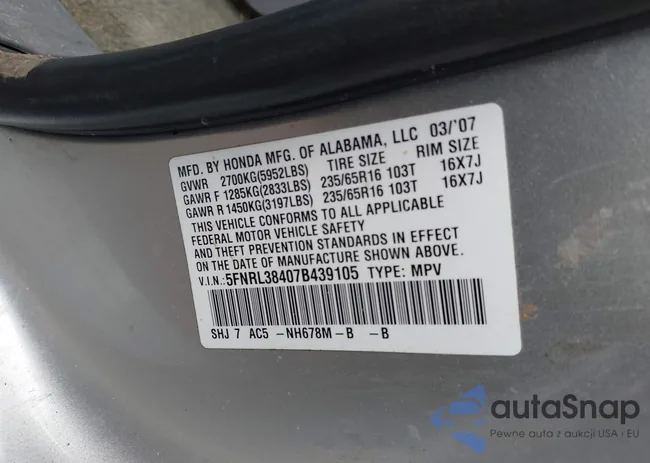 MFD. BY HONDA MFG. OF ALABAMA, LLC 03/'07
GVWR 2700KG(5952LBS) TIRE SIZE RIM SIZE
GAWR F 1285KG(2833LBS) 235/65R16 103T 16X7J
GAWR R 1450KG(3197LBS) 235/65R16 103T 16X7J
THIS VEHICLE CONFORMS TO ALL APPLICABLE
FEDERAL MOTOR VEHICLE SAFETY
AND THEFT PREVENTION STANDARDS IN EFFECT
ON THE DATE OF MANUFACTURE SHOWN ABOVE.
V.I.N.:5FNRL38407B439105 TYPE: MPV
SHJ 7 AC5 -NH678M-B -B
autaSnap
Pewne auta z aukcji USA i EU